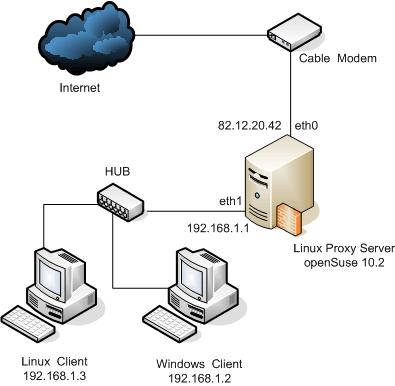 Cable Modem
Internet
82.12.20.42 eth0
HUB
eth1
192.168.1.1
Linux Proxy Server
openSuse 10.2
Linux Client
192.168.1.3
Windows Client
192.168.1.2